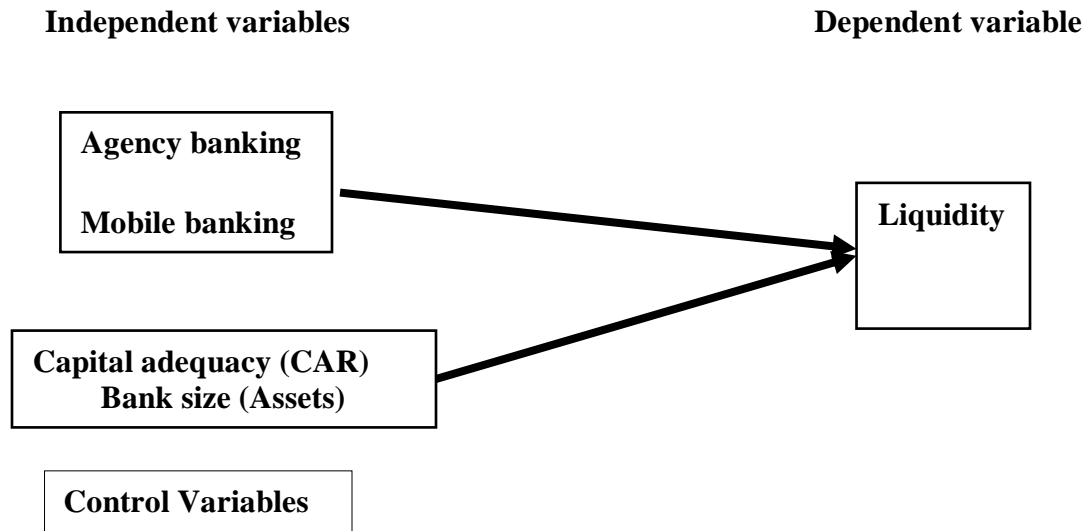 Independent variables
Dependent variable
Agency banking
Mobile banking
Liquidity
Capital adequacy (CAR)
Bank size (Assets)
Control Variables